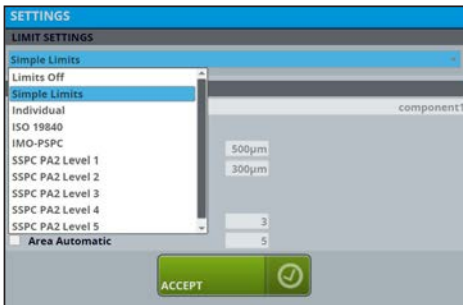 SETTINGS
LIMIT SETTINGS
Simple Limits
Limits Off
Simple Limits
Individual
component1
ISO 19840
IMO-PSPC
SSPC PA2 Level 1
500µm
SSPC PA2 Level 2
300µm
SSPC PA2 Level 3
SSPC PA2 Level 4
SSPC PA2 Level 5
3
Area Automatic
5
ACCEPT